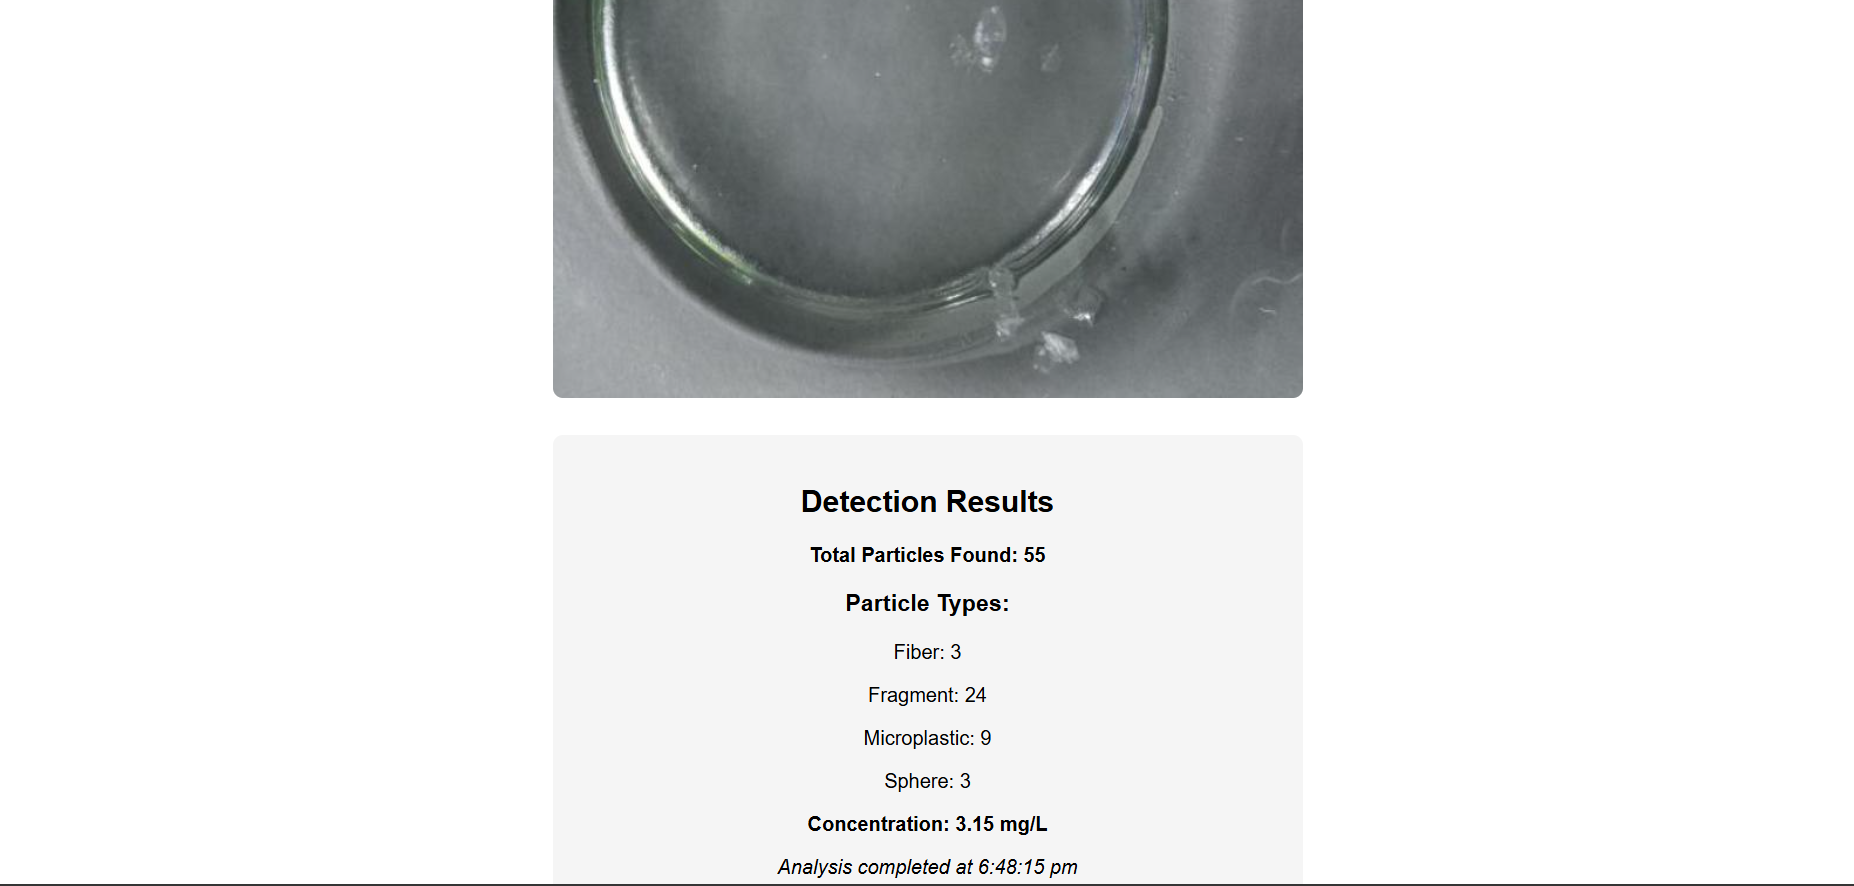 Detection Results
Total Particles Found: 55
Particle Types:
Fiber: 3
Fragment: 24
Microplastic: 9
Sphere: 3
Concentration: 3.15 mg/L
Analysis completed at 6:48:15 pm